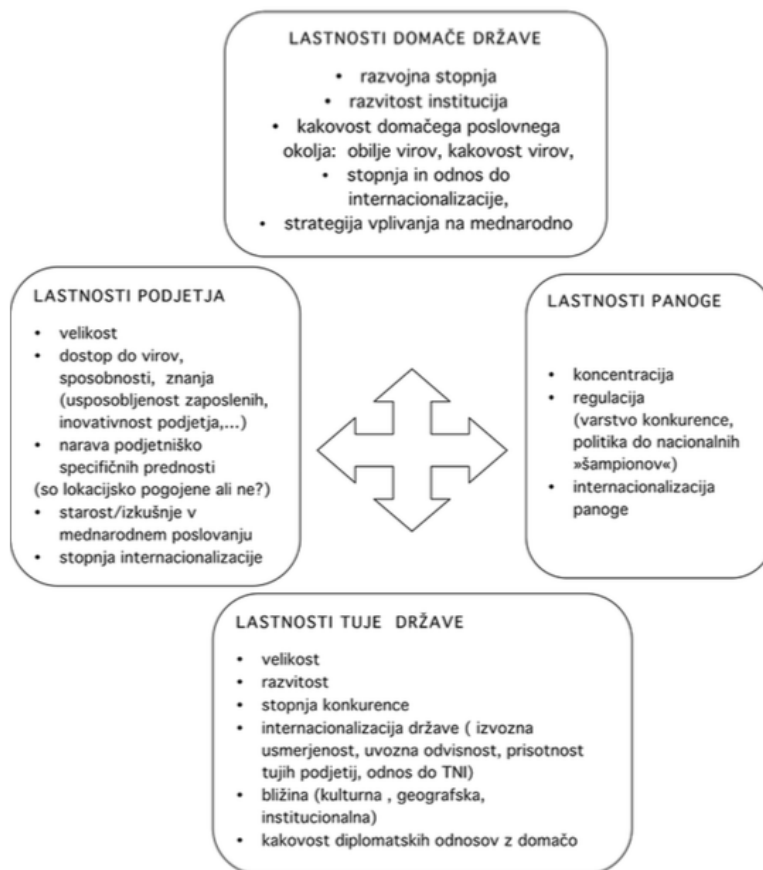 LASTNOSTI DOMAČE DRŽAVE
• razvojna stopnja
• razvitost institucija
• kakovost domačega poslovnega
okolja: obilje virov, kakovost virov,
• stopnja in odnos do
internacionalizacije,
• strategija vplivanja na mednarodno
LASTNOSTI PODJETJA
• velikost
• dostop do virov,
sposobnosti, znanja
(usposobljenost zaposlenih,
inovativnost podjetja,...)
• narava podjetniško
specifičnih prednosti
(so lokacijsko pogojene ali ne?)
• starost/izkušnje v
mednarodnem poslovanju
• stopnja internacionalizacije
LASTNOSTI PANOGE
• koncentracija
• regulacija
(varstvo konkurence,
politika do nacionalnih
»šampionov«)
• internacionalizacija
panoge
LASTNOSTI TUJE DRŽAVE
• velikost
• razvitost
• stopnja konkurence
• internacionalizacija države ( izvozna
usmerjenost, uvozna odvisnost, prisotnost
tujih podjetij, odnos do TNI)
• bližina (kulturna , geografska,
institucionalna)
• kakovost diplomatskih odnosov z domačo